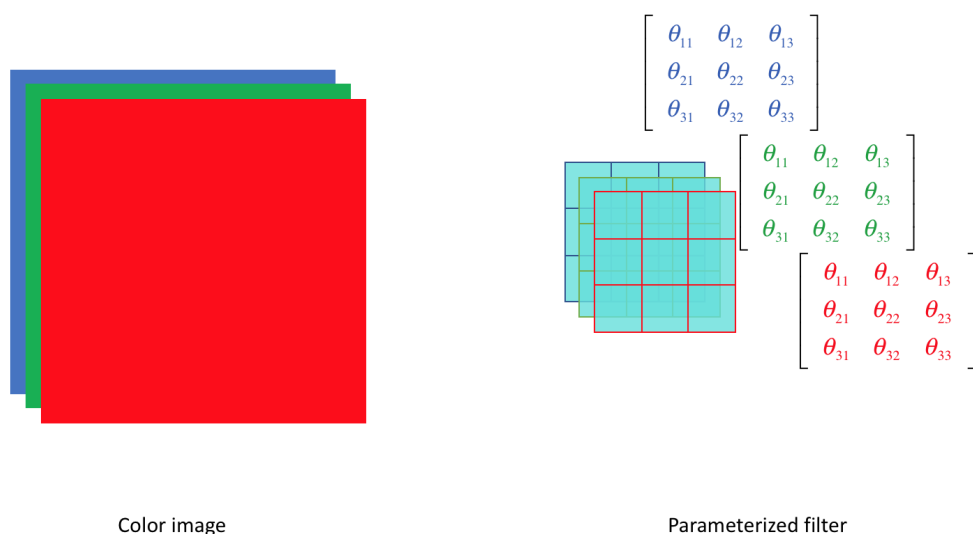 θ₁₁ θ₁₂ θ₁₃
θ₂₁ θ₂₂ θ₂₃
θ₃₁ θ₃₂ θ₃₃
θ₁₁ θ₁₂ θ₁₃
θ₂₁ θ₂₂ θ₂₃
θ₃₁ θ₃₂ θ₃₃
θ₁₁ θ₁₂ θ₁₃
θ₂₁ θ₂₂ θ₂₃
θ₃₁ θ₃₂ θ₃₃
Color image
Parameterized filter